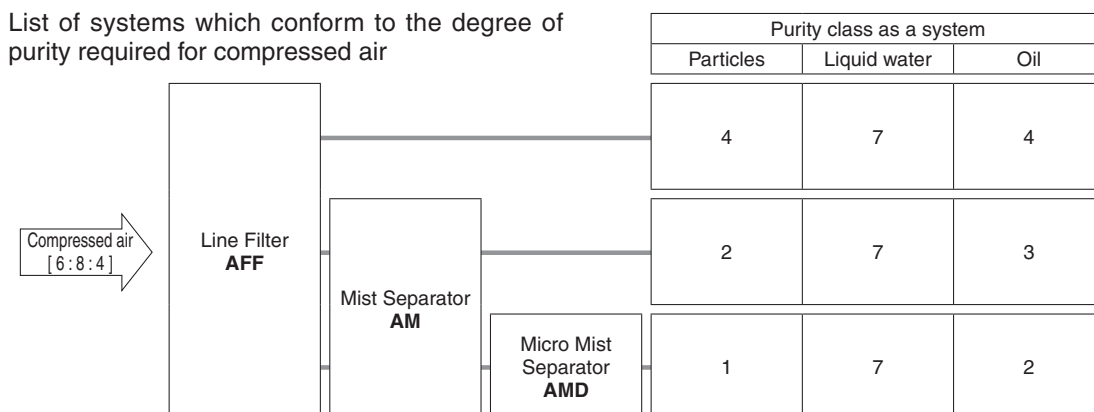 List of systems which conform to the degree of
purity required for compressed air
Purity class as a system
Particles Liquid water Oil
4 7 4
Compressed air
[ 6 : 8 : 4 ]
Line Filter
AFF
2 7 3
Mist Separator
AM
Micro Mist
Separator
AMD
1 7 2